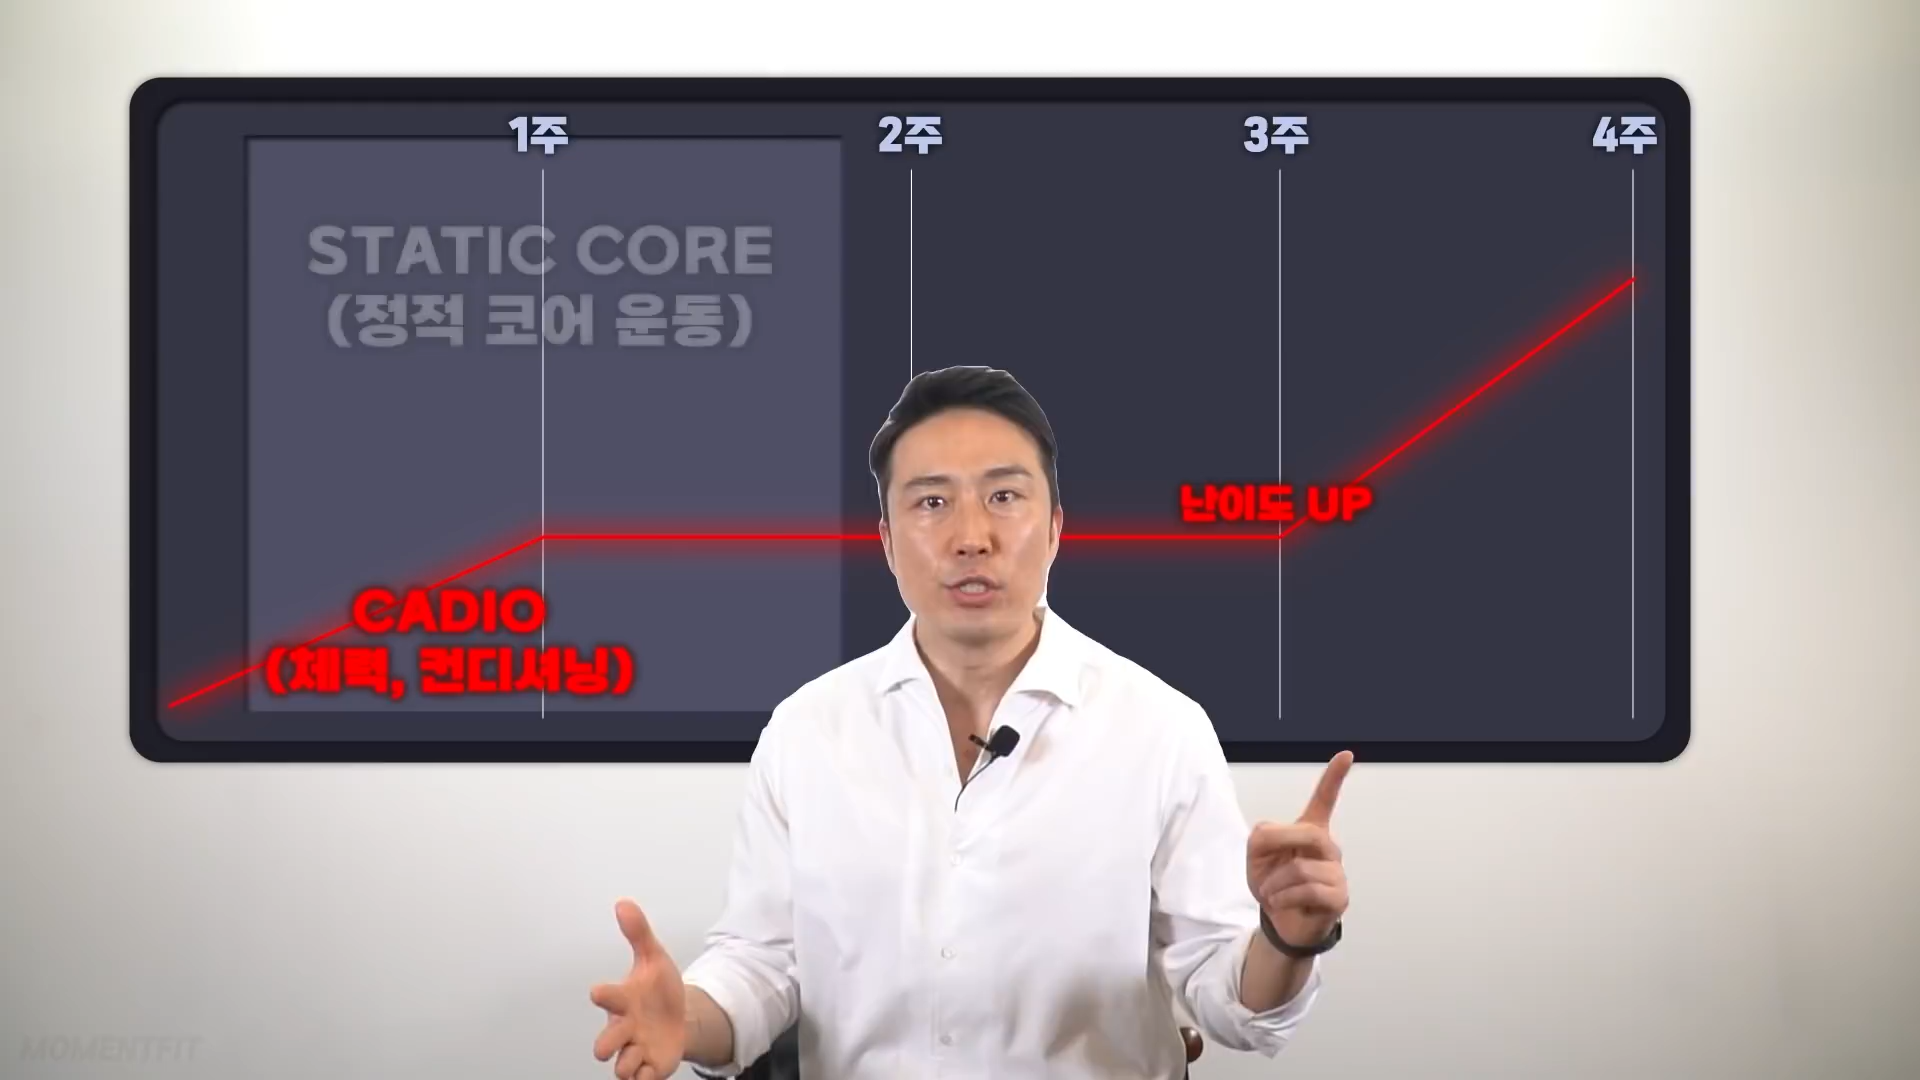 1주 2주 3주 4주
STATIC CORE
(정적 코어 운동)
난이도 UP
CADIO
(체력, 컨디셔닝)
MOMENTFIT